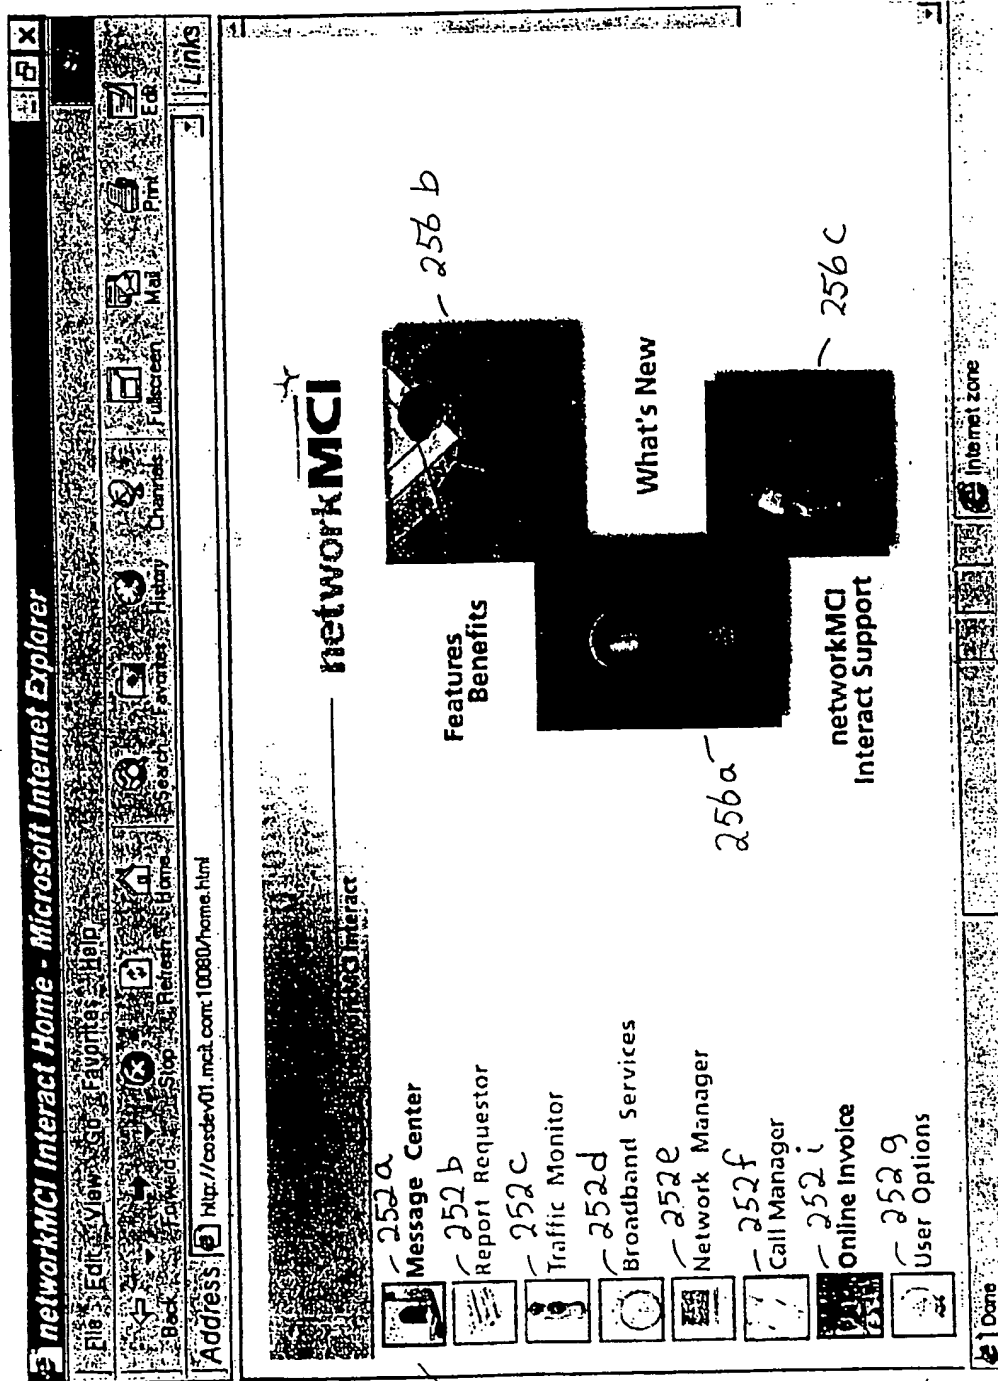 networkMCI Interact Home - Microsoft Internet Explorer
File Edit View Go Favorites Help
Back Forward Stop Refresh Home Search Favorites History Channels Fullscreen Mail Print Edit
Address http://cosdev01.mcit.com:10080/home.html Links
networkMCI Interact
networkMCI
252a
Message Center
252b
Report Requestor
252c
Traffic Monitor
252d
Broadband Services
252e
Network Manager
252f
Call Manager
252i
Online Invoice
252g
User Options
Features
Benefits
256b
What's New
256a
networkMCI
Interact Support
256c
Done Internet zone